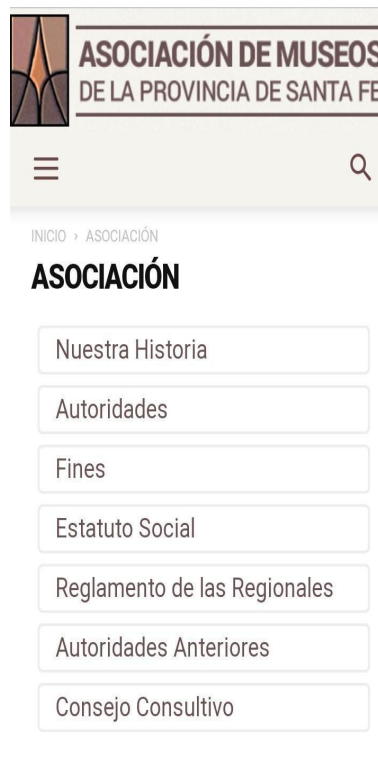 ASOCIACIÓN DE MUSEOS
DE LA PROVINCIA DE SANTA FE
INICIO › ASOCIACIÓN
ASOCIACIÓN
Nuestra Historia
Autoridades
Fines
Estatuto Social
Reglamento de las Regionales
Autoridades Anteriores
Consejo Consultivo